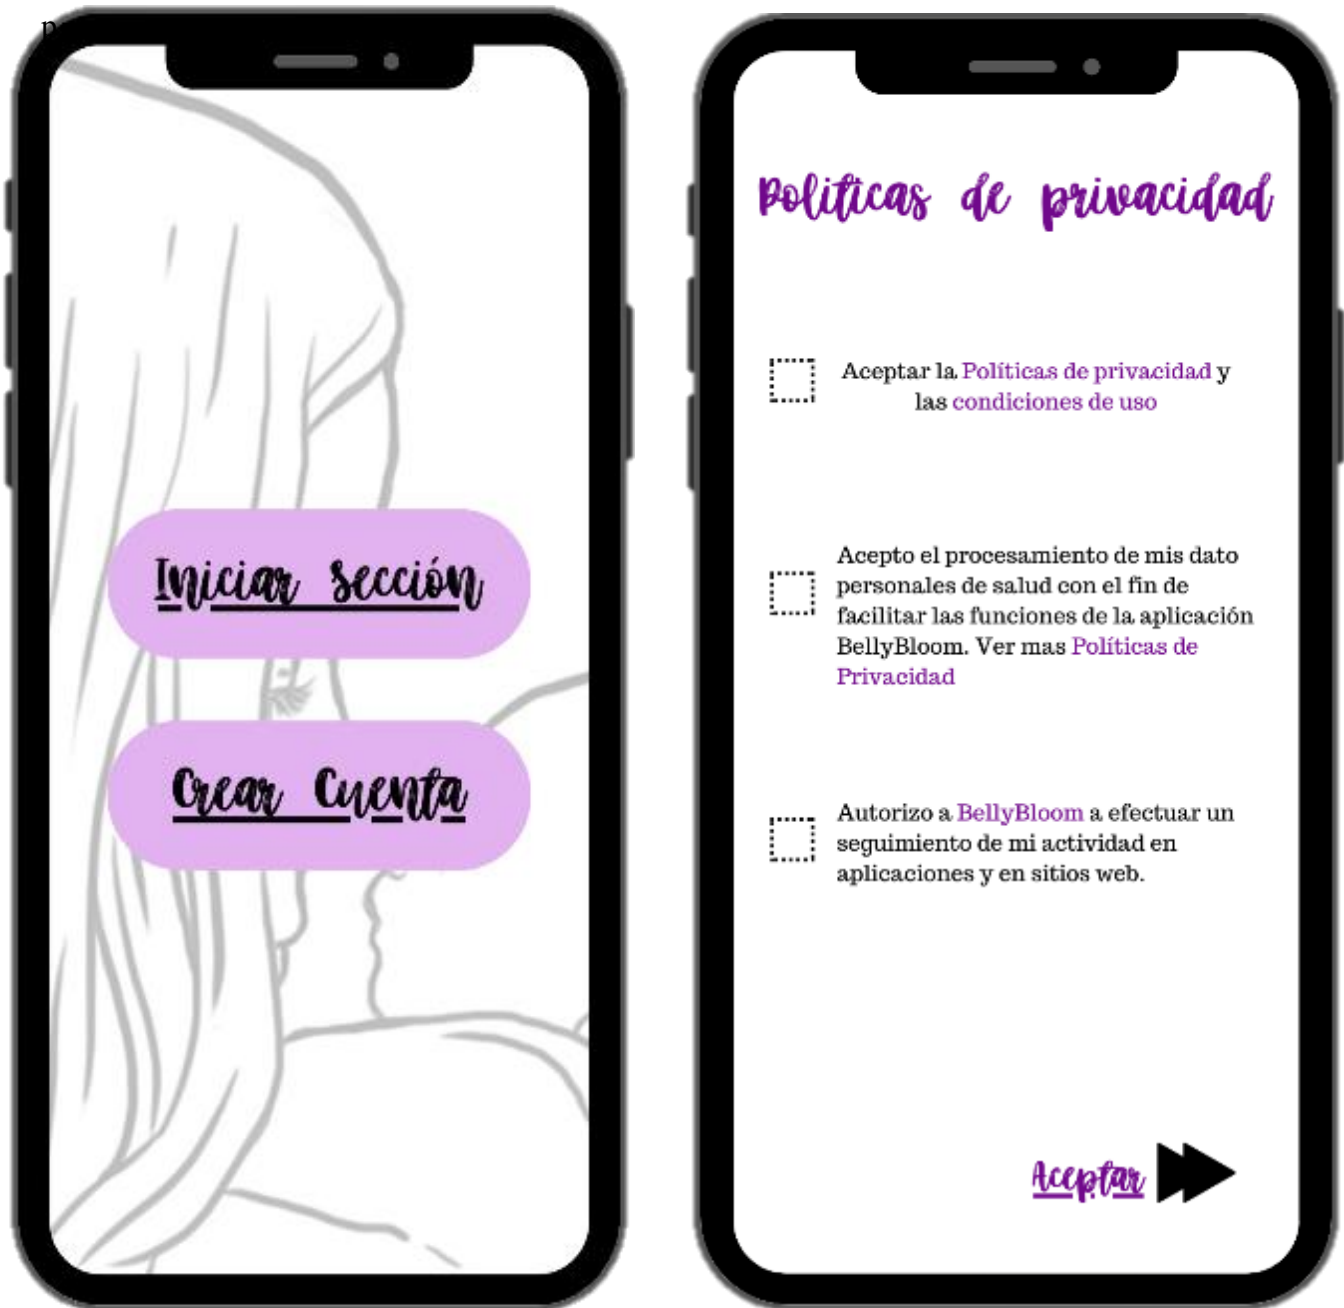 Iniciar Sección
Crear Cuenta
Politicas de privacidad
Aceptar la Políticas de privacidad y
las condiciones de uso
Acepto el procesamiento de mis dato
personales de salud con el fin de
facilitar las funciones de la aplicación
BellyBloom. Ver mas Políticas de
Privacidad
Autorizo a BellyBloom a efectuar un
seguimiento de mi actividad en
aplicaciones y en sitios web.
Aceptar